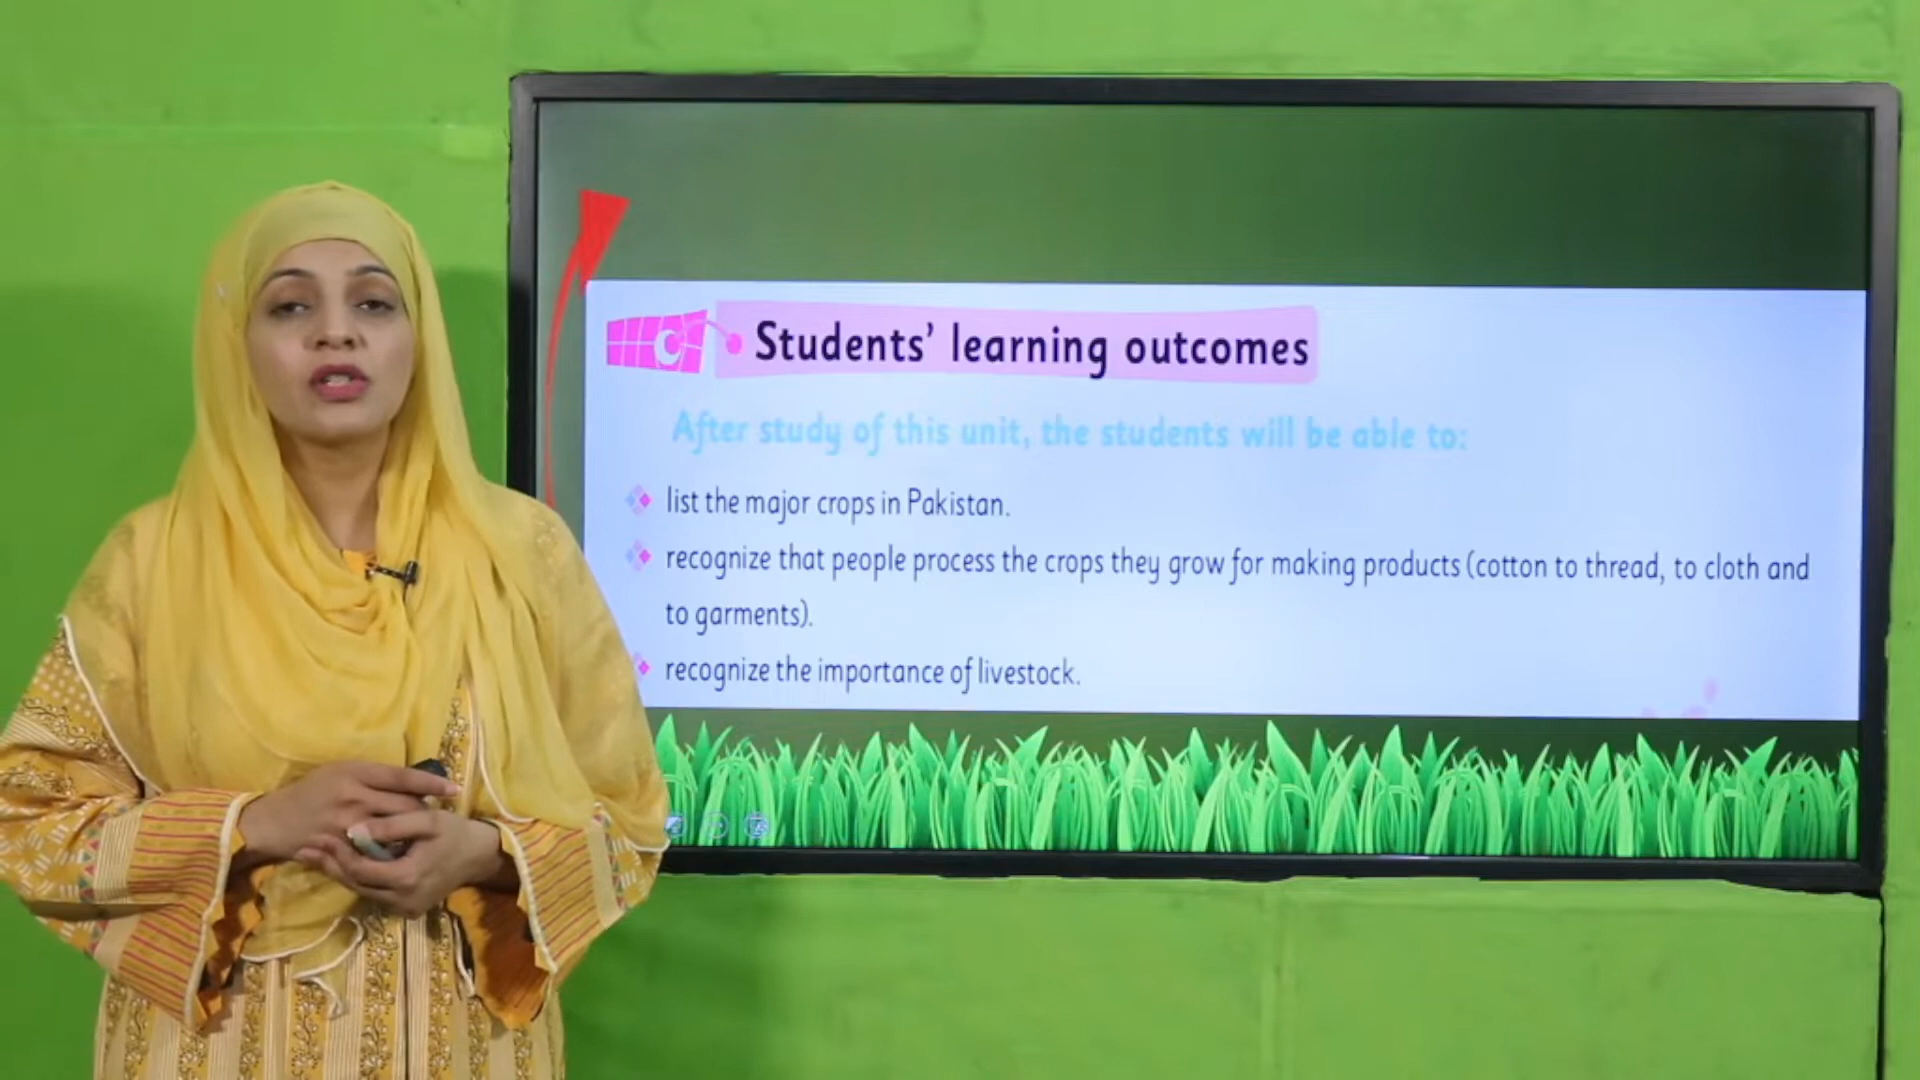 Students' learning outcomes
After study of this unit, the students will be able to:
list the major crops in Pakistan.
recognize that people process the crops they grow for making products (cotton to thread, to cloth and
to garments).
recognize the importance of livestock.